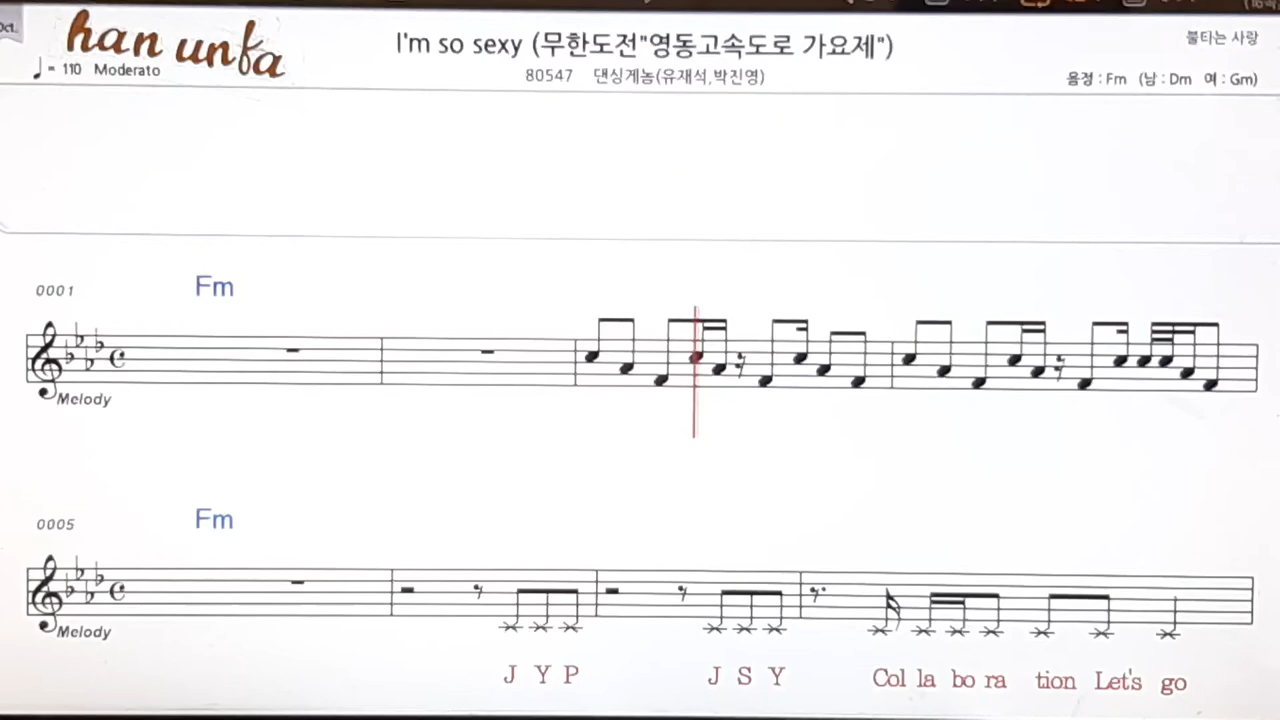 Oct.
han unfa
♩= 110 Moderato
I'm so sexy (무한도전"영동고속도로 가요제")
80547 댄싱게놈(유재석,박진영)
불타는 사랑
음정 : Fm (남 : Dm 여 : Gm)
0001 Fm
Melody
0005 Fm
Melody
J Y P J S Y Col la bo ra tion Let's go